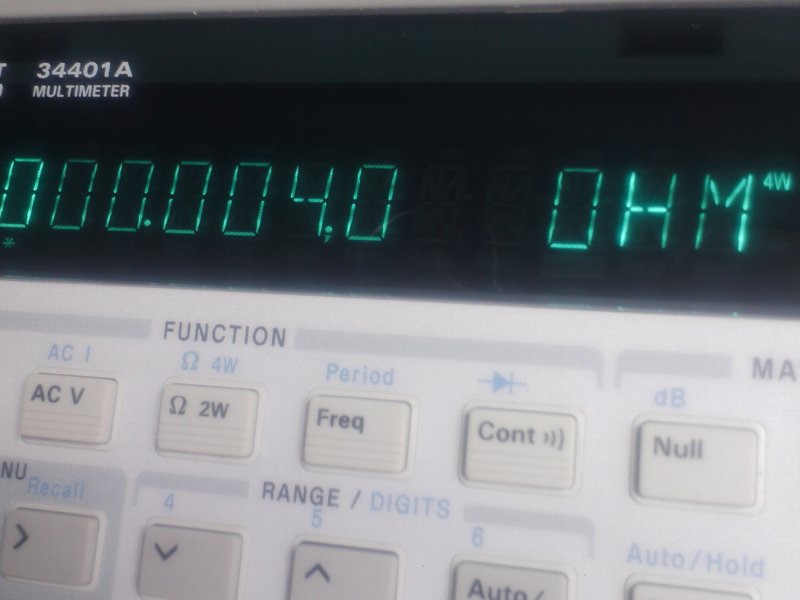 34401A
MULTIMETER
000.004,0 OHM 4W
*
FUNCTION
MA
AC I Ω 4W Period dB
AC V Ω 2W Freq Cont Null
NU Recall
RANGE / DIGITS
4 5 6 Auto/Hold
> Auto/